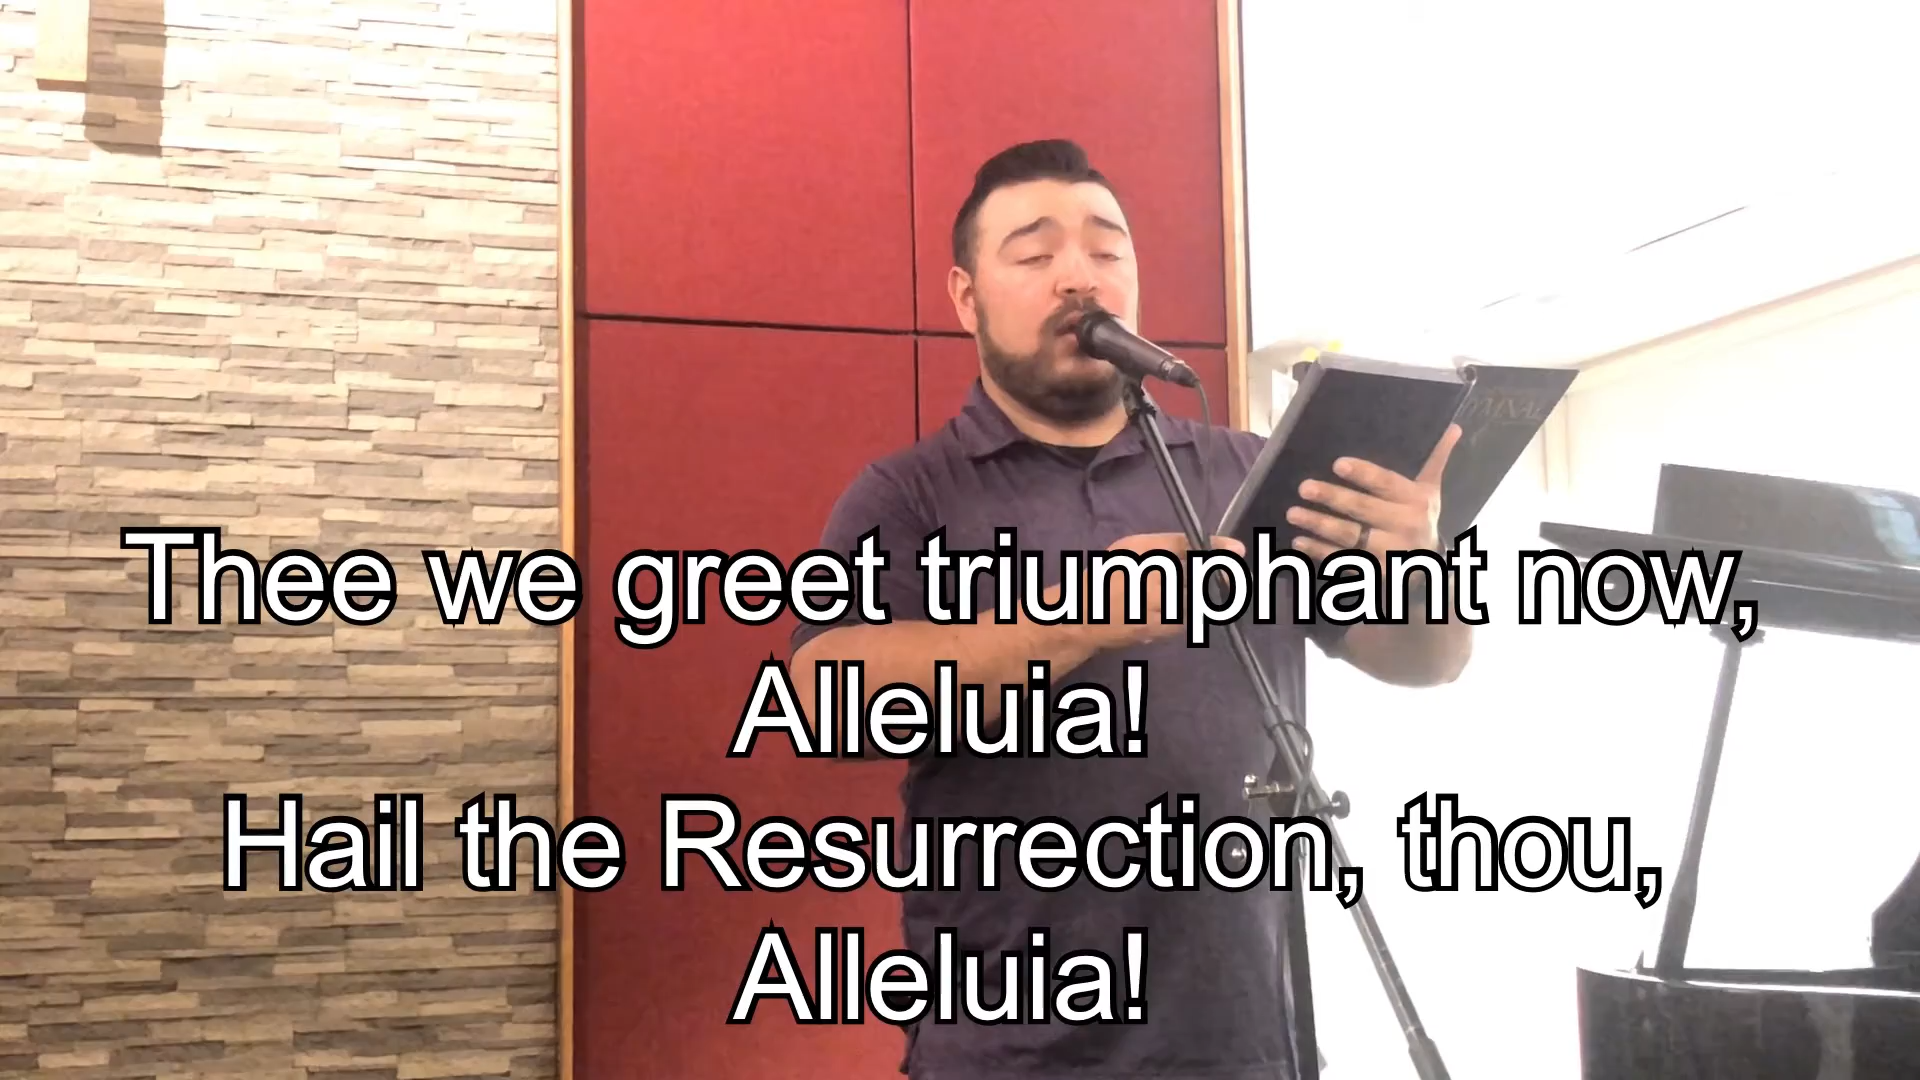 Thee we greet triumphant now,
Alleluia!
Hail the Resurrection, thou,
Alleluia!